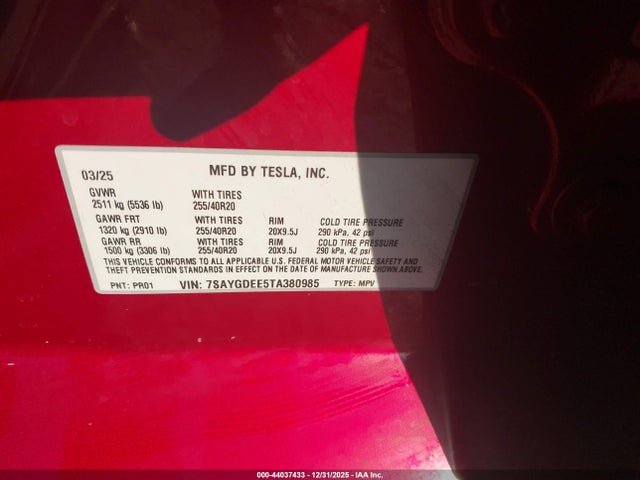 03/25 MFD BY TESLA, INC.
GVWR WITH TIRES
2511 kg (5536 lb) 255/40R20
GAWR FRT WITH TIRES RIM COLD TIRE PRESSURE
1320 kg (2910 lb) 255/40R20 20X9.5J 290 kPa, 42 psi
GAWR RR WITH TIRES RIM COLD TIRE PRESSURE
1500 kg (3306 lb) 255/40R20 20X9.5J 290 kPa, 42 psi
THIS VEHICLE CONFORMS TO ALL APPLICABLE U.S. FEDERAL MOTOR VEHICLE SAFETY AND
THEFT PREVENTION STANDARDS IN EFFECT ON THE DATE OF MANUFACTURE SHOWN ABOVE.
PNT: PR01 VIN: 7SAYGDEE5TA380985 TYPE: MPV
000-44037433 - 12/31/2025 - IAA Inc.